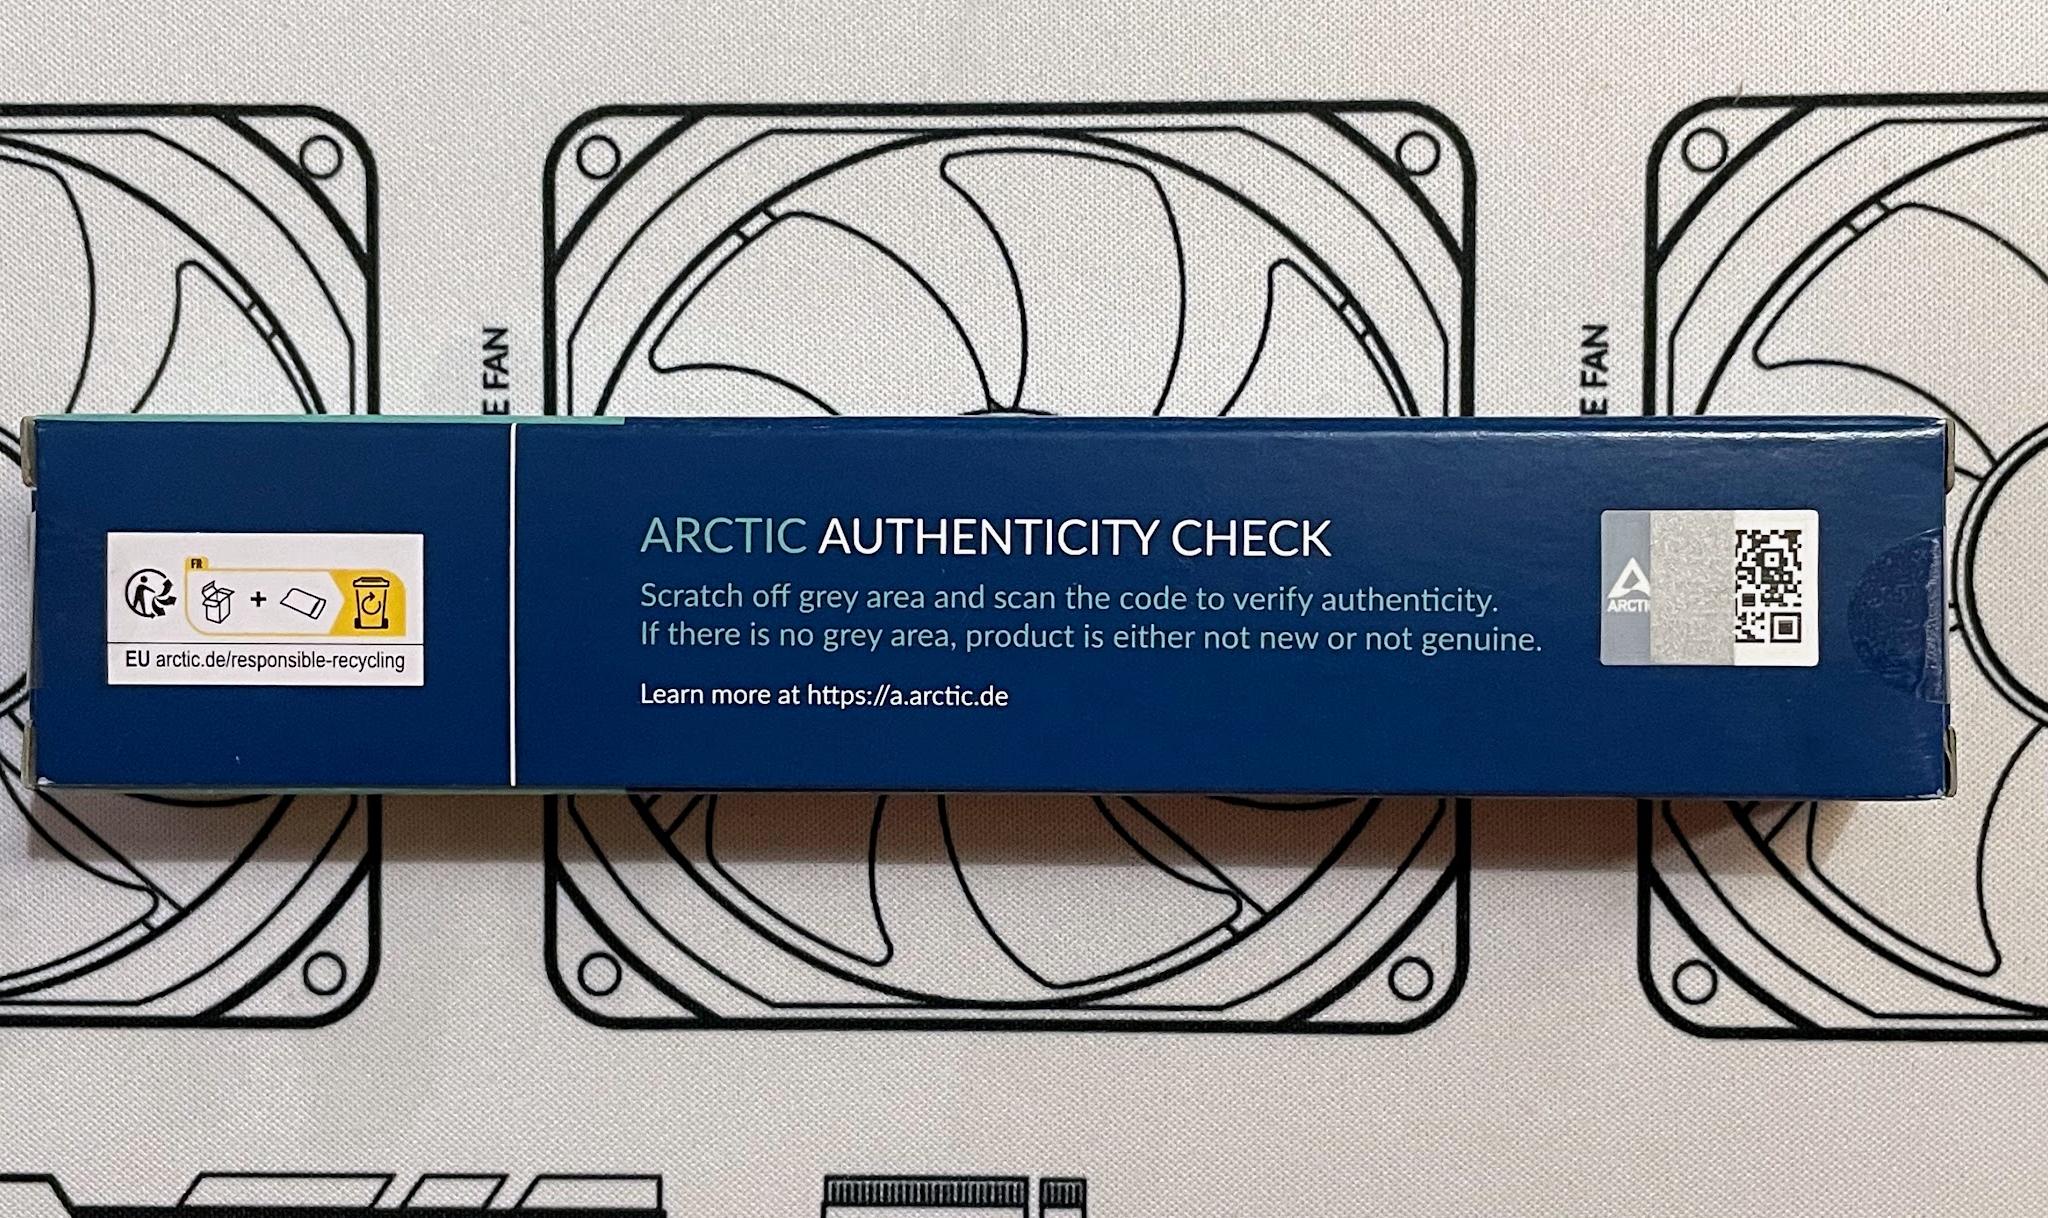 E FAN
E FAN
FR
+
EU arctic.de/responsible-recycling
ARCTIC AUTHENTICITY CHECK
Scratch off grey area and scan the code to verify authenticity.
If there is no grey area, product is either not new or not genuine.
Learn more at https://a.arctic.de
ARCTI